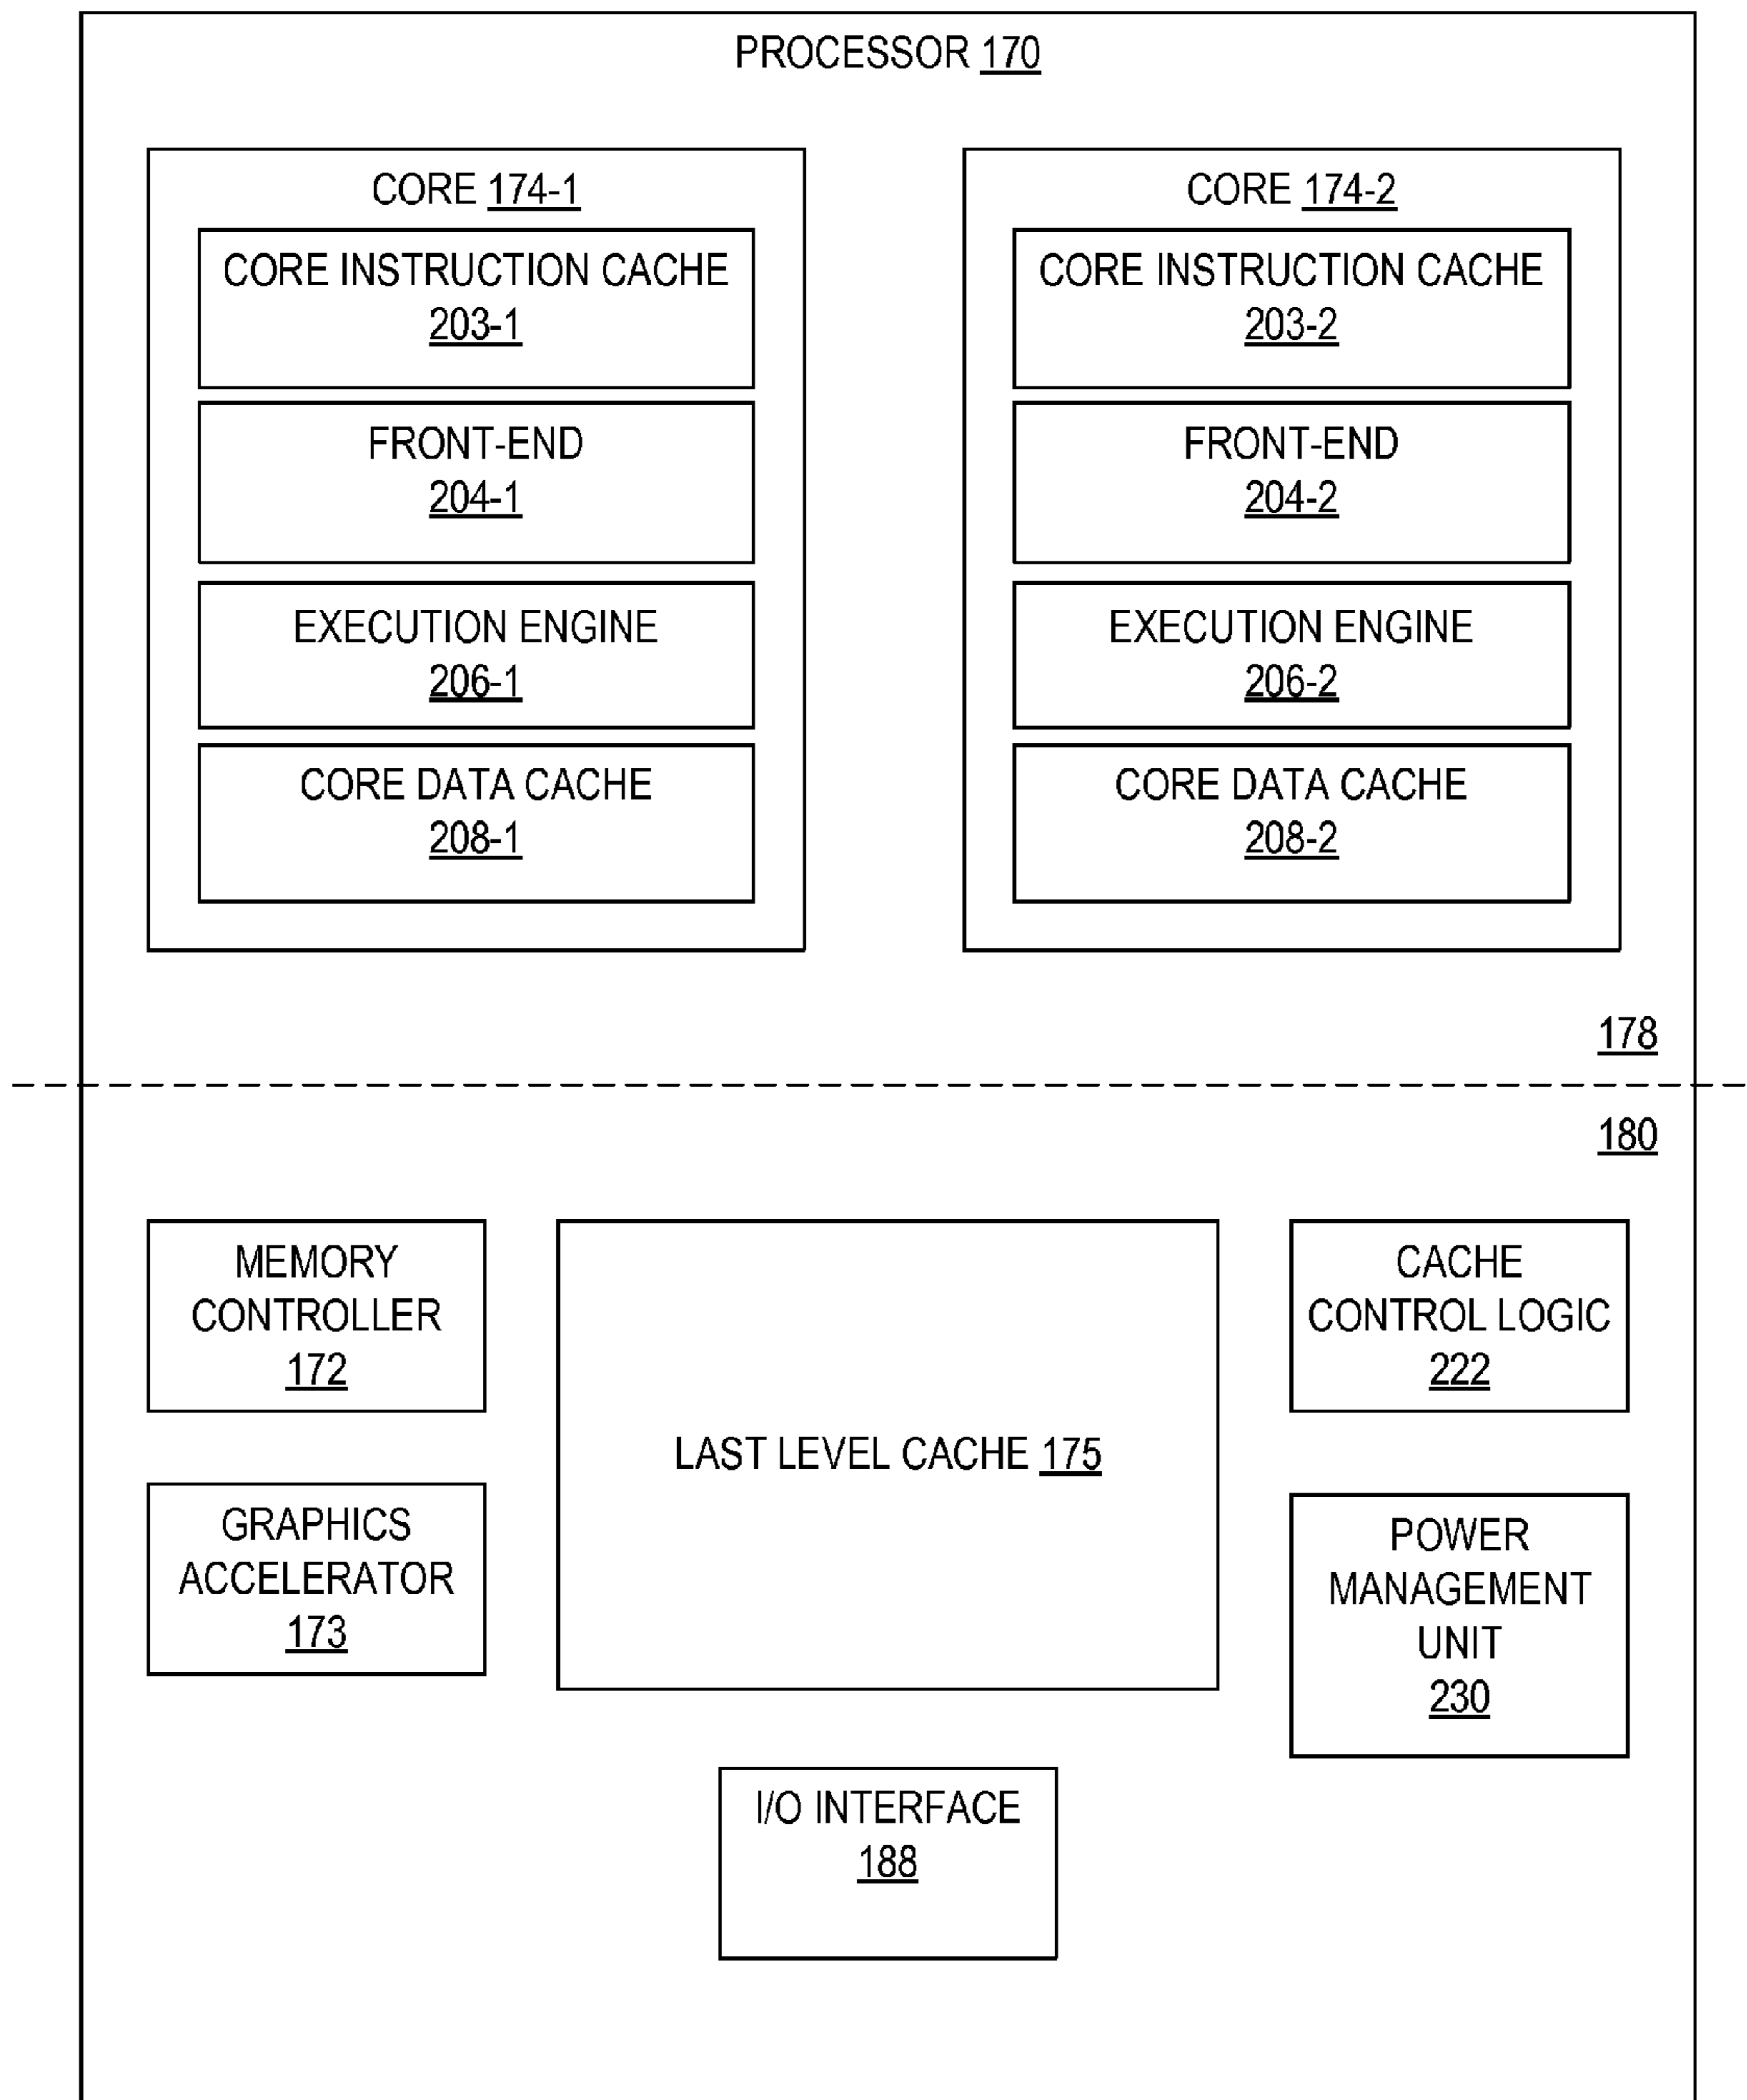 PROCESSOR 170
CORE 174-1
CORE INSTRUCTION CACHE
203-1
FRONT-END
204-1
EXECUTION ENGINE
206-1
CORE DATA CACHE
208-1
CORE 174-2
CORE INSTRUCTION CACHE
203-2
FRONT-END
204-2
EXECUTION ENGINE
206-2
CORE DATA CACHE
208-2
178
180
MEMORY
CONTROLLER
172
GRAPHICS
ACCELERATOR
173
LAST LEVEL CACHE 175
CACHE
CONTROL LOGIC
222
POWER
MANAGEMENT
UNIT
230
I/O INTERFACE
188